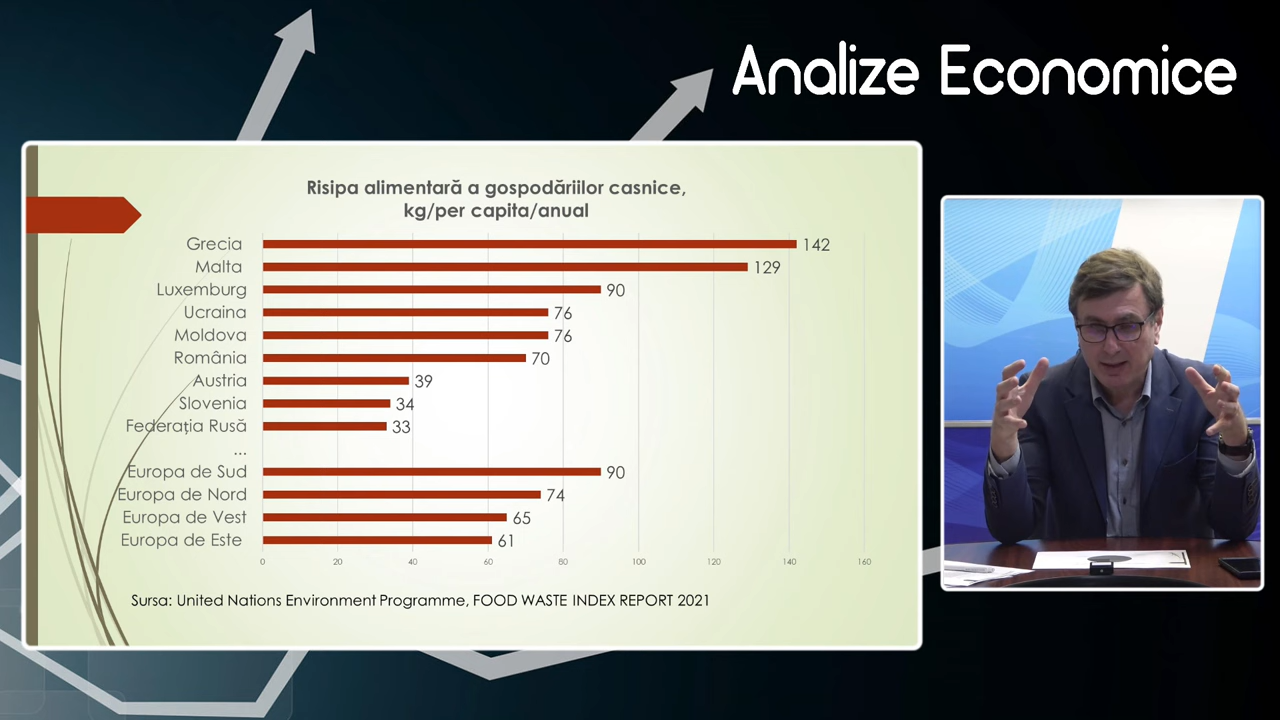 Analize Economice
Risipa alimentară a gospodăriilor casnice,
kg/per capita/anual
Grecia 142
Malta 129
Luxemburg 90
Ucraina 76
Moldova 76
România 70
Austria 39
Slovenia 34
Federația Rusă 33
...
Europa de Sud 90
Europa de Nord 74
Europa de Vest 65
Europa de Este 61
0 20 40 60 80 100 120 140 160
Sursa: United Nations Environment Programme, FOOD WASTE INDEX REPORT 2021